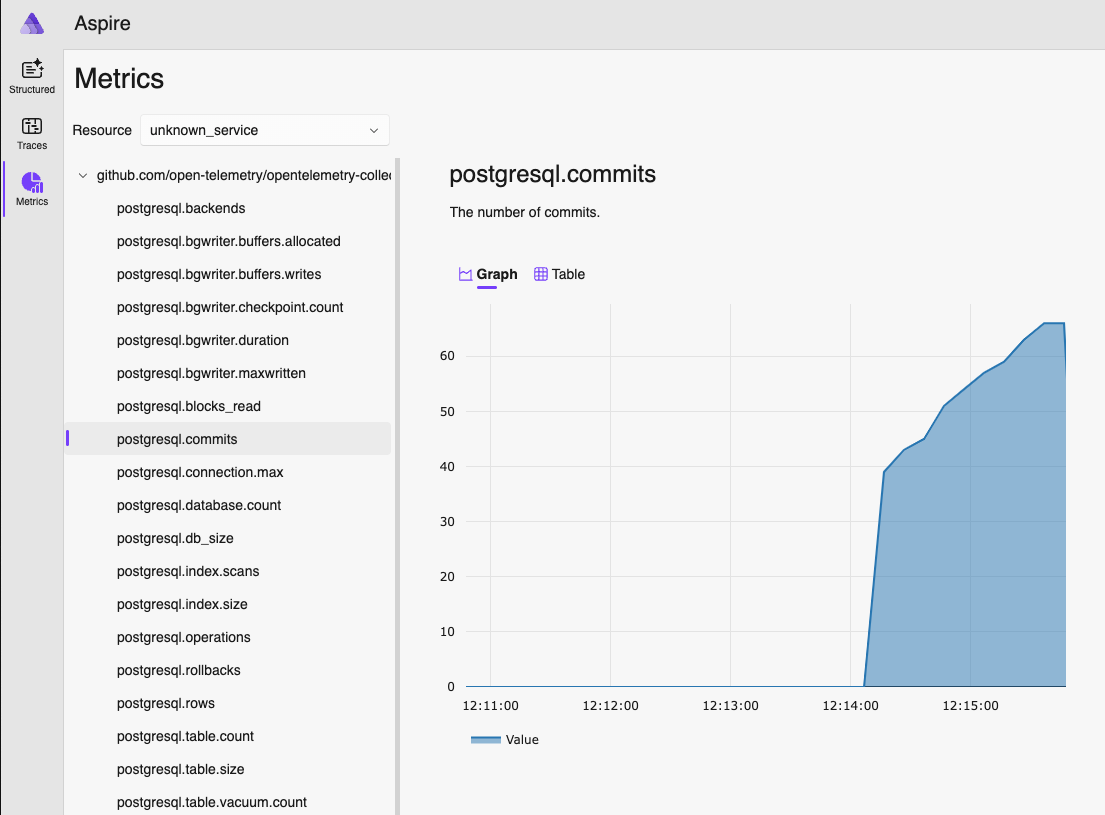 Aspire
Structured
Traces
Metrics
Metrics
Resource
unknown_service
github.com/open-telemetry/opentelemetry-colle
postgresql.backends
postgresql.bgwriter.buffers.allocated
postgresql.bgwriter.buffers.writes
postgresql.bgwriter.checkpoint.count
postgresql.bgwriter.duration
postgresql.bgwriter.maxwritten
postgresql.blocks_read
postgresql.commits
postgresql.connection.max
postgresql.database.count
postgresql.db_size
postgresql.index.scans
postgresql.index.size
postgresql.operations
postgresql.rollbacks
postgresql.rows
postgresql.table.count
postgresql.table.size
postgresql.table.vacuum.count
postgresql.commits
The number of commits.
Graph Table
60
50
40
30
20
10
0
12:11:00 12:12:00 12:13:00 12:14:00 12:15:00
Value